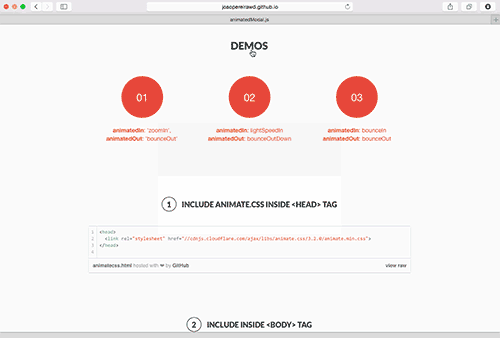 joaopereirawd.github.io
animatedModal.js
DEMOS
01
02
03
animatedIn: 'zoomIn',
animatedOut: 'bounceOut'
animatedIn: lightSpeedIn
animatedOut: bounceOutDown
animatedIn: bounceIn
animatedOut: bounceOut
1 INCLUDE ANIMATE.CSS INSIDE <HEAD> TAG
1 <head>
2 <link rel="stylesheet" href="//cdnjs.cloudflare.com/ajax/libs/animate.css/3.2.0/animate.min.css">
3 </head>
4
animatecss.html hosted with ❤ by GitHub
view raw
2 INCLUDE INSIDE <BODY> TAG